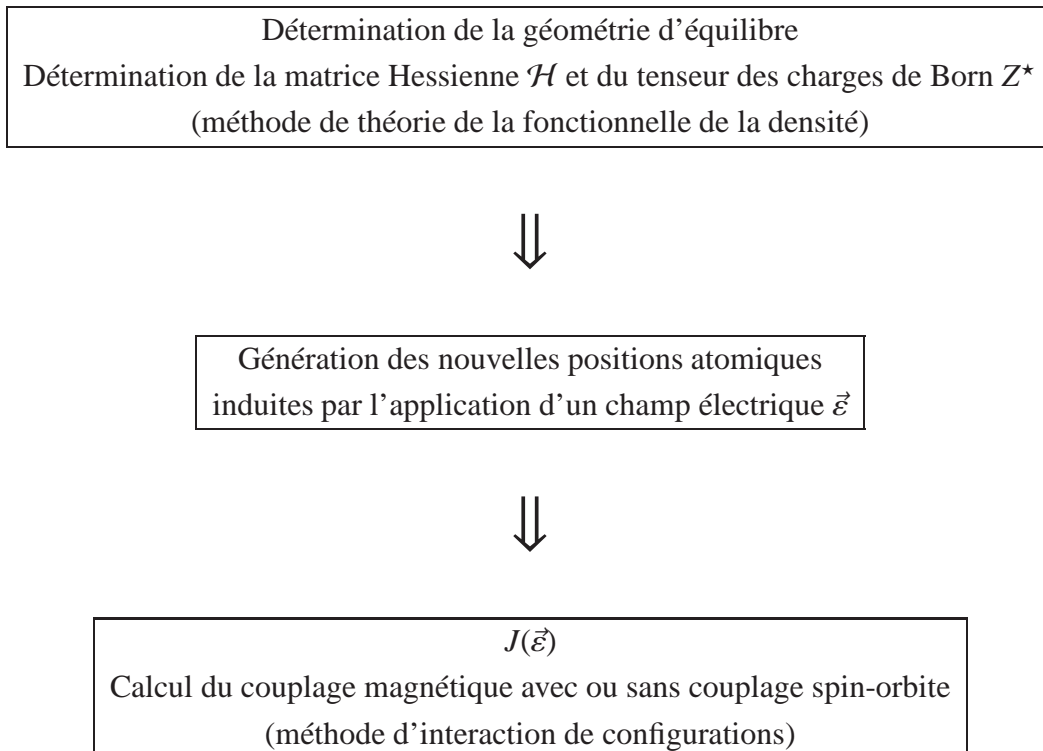 Détermination de la géométrie d'équilibre
Détermination de la matrice Hessienne ℋ et du tenseur des charges de Born Z⋆
(méthode de théorie de la fonctionnelle de la densité)
⇓
Génération des nouvelles positions atomiques
induites par l'application d'un champ électrique ε⃗
⇓
J(ε⃗)
Calcul du couplage magnétique avec ou sans couplage spin-orbite
(méthode d'interaction de configurations)